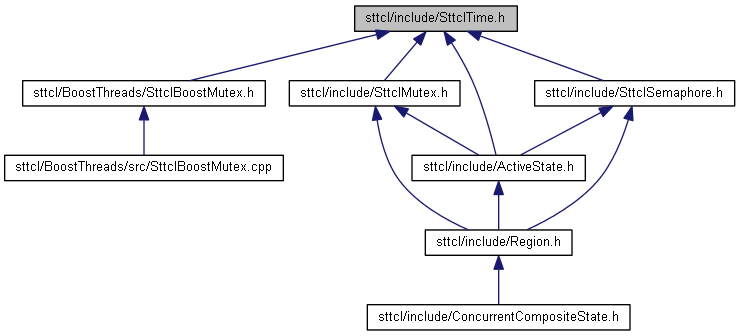 sttcl/include/SttclTime.h
sttcl/BoostThreads/SttclBoostMutex.h
sttcl/include/SttclMutex.h
sttcl/include/SttclSemaphore.h
sttcl/BoostThreads/src/SttclBoostMutex.cpp
sttcl/include/ActiveState.h
sttcl/include/Region.h
sttcl/include/ConcurrentCompositeState.h